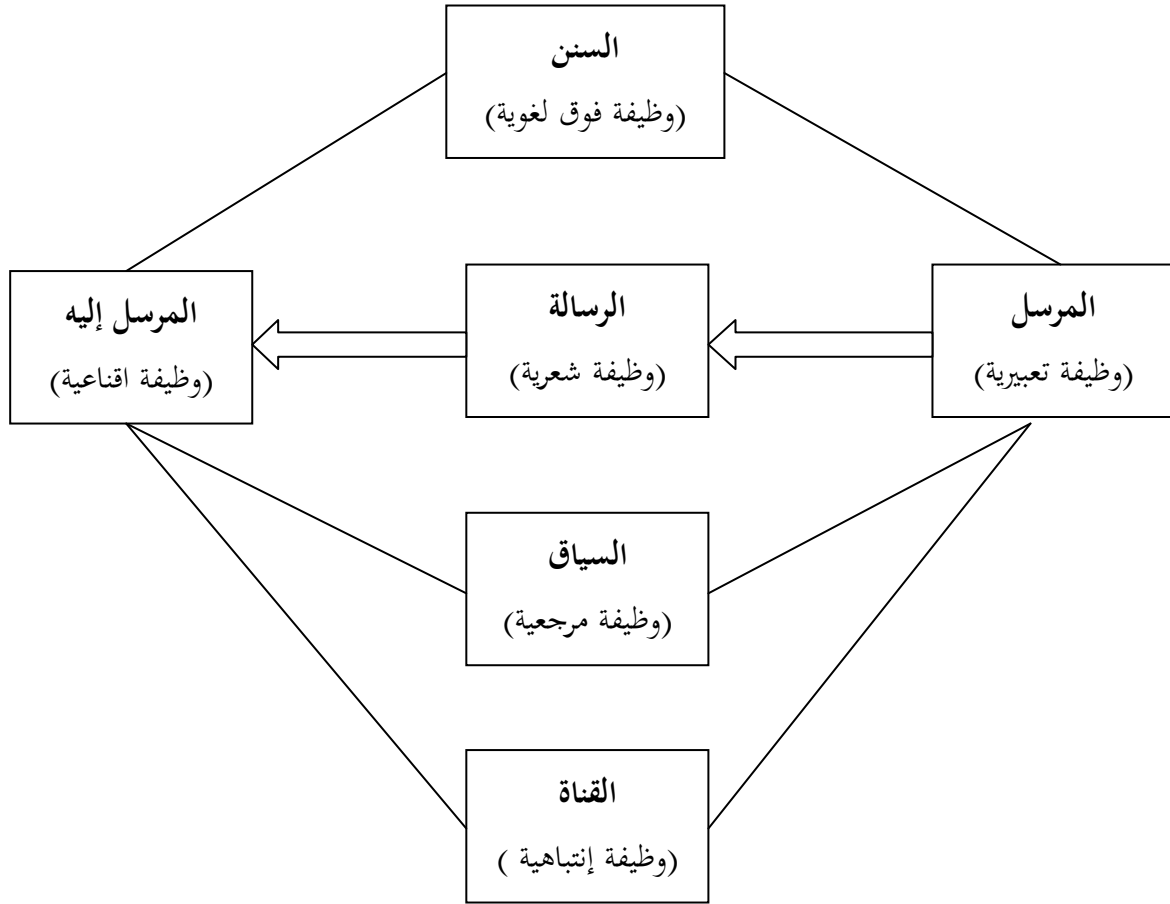 السنن
(وظيفة فوق لغوية)
المرسل
(وظيفة تعبيرية)
الرسالة
(وظيفة شعرية)
المرسل إليه
(وظيفة اقناعية)
السياق
(وظيفة مرجعية)
القناة
(وظيفة إنتباهية )